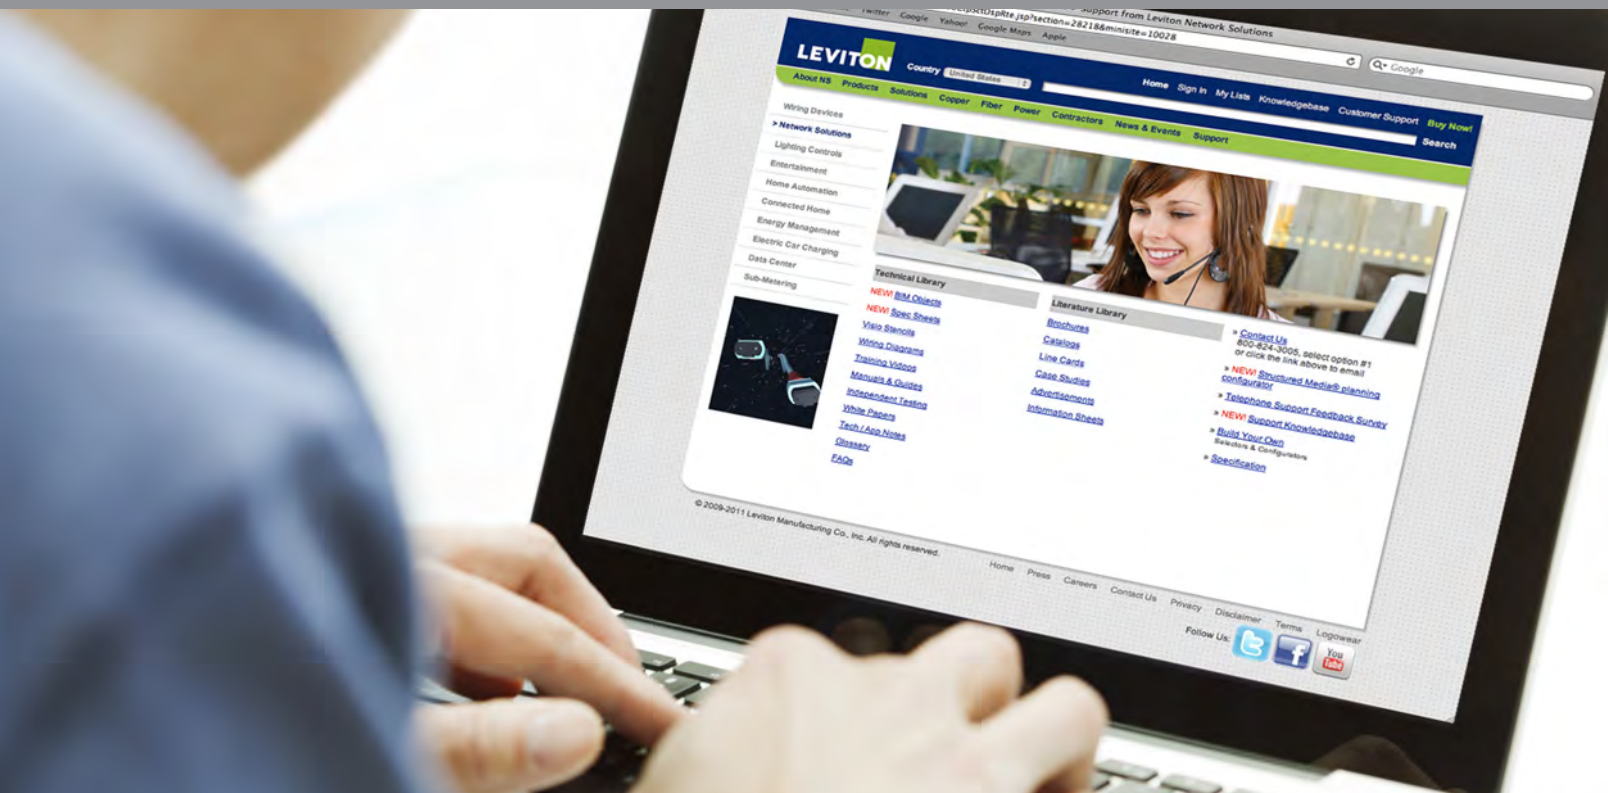 Support from Leviton Network Solutions
DspRte.jsp?section=28218&minisite=10028
Twitter Google Yahoo! Google Maps Apple
Google
LEVITON
Country United States
Home Sign In My Lists Knowledgebase Customer Support Buy Now!
Search
About NS Products Solutions Copper Fiber Power Contractors News & Events Support
Wiring Devices
> Network Solutions
Lighting Controls
Entertainment
Home Automation
Connected Home
Energy Management
Electric Car Charging
Data Center
Sub-Metering
Technical Library
NEW! BIM Objects
NEW! Spec Sheets
Visio Stencils
Wiring Diagrams
Training Videos
Manuals & Guides
Independent Testing
White Papers
Tech / App Notes
Glossary
FAQs
Literature Library
Brochures
Catalogs
Line Cards
Case Studies
Advertisements
Information Sheets
» Contact Us
800-824-3005, select option #1
or click the link above to email
» NEW! Structured Media® planning
configurator
» Telephone Support Feedback Survey
» NEW! Support Knowledgebase
» Build Your Own
Selectors & Configurators
» Specification
© 2009-2011 Leviton Manufacturing Co., Inc. All rights reserved.
Home Press Careers Contact Us Privacy Disclaimer Terms Logowear
Follow Us:
You
Tube